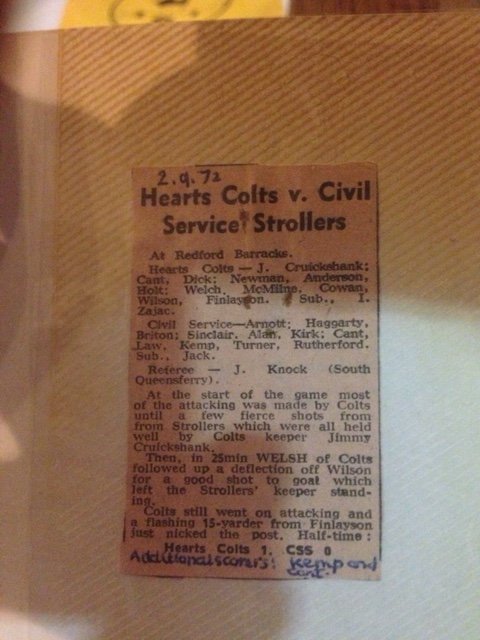 2.9.72
Hearts Colts v. Civil
Service Strollers
At Redford Barracks.
Hearts Colts — J. Cruickshank;
Cant, Dick; Newman, Anderson,
Holt; Welch, McMilne, Cowan,
Wilson, Finlayson. Sub., I.
Zajac.
Civil Service—Arnott; Haggarty,
Briton; Sinclair, Alan, Kirk; Cant,
Law, Kemp, Turner, Rutherford.
Sub., Jack.
Referee — J. Knock (South
Queensferry).
At the start of the game most
of the attacking was made by Colts
until a few fierce shots from
from Strollers which were all held
well by Colts keeper Jimmy
Cruickshank.
Then, in 25min WELSH of Colts
followed up a deflection off Wilson
for a good shot to goal which
left the Strollers' keeper stand-
ing.
Colts still went on attacking and
a flashing 15-yarder from Finlayson
just nicked the post. Half-time:
Hearts Colts 1, CSS 0
Additional scorers: Kemp and
Cant.